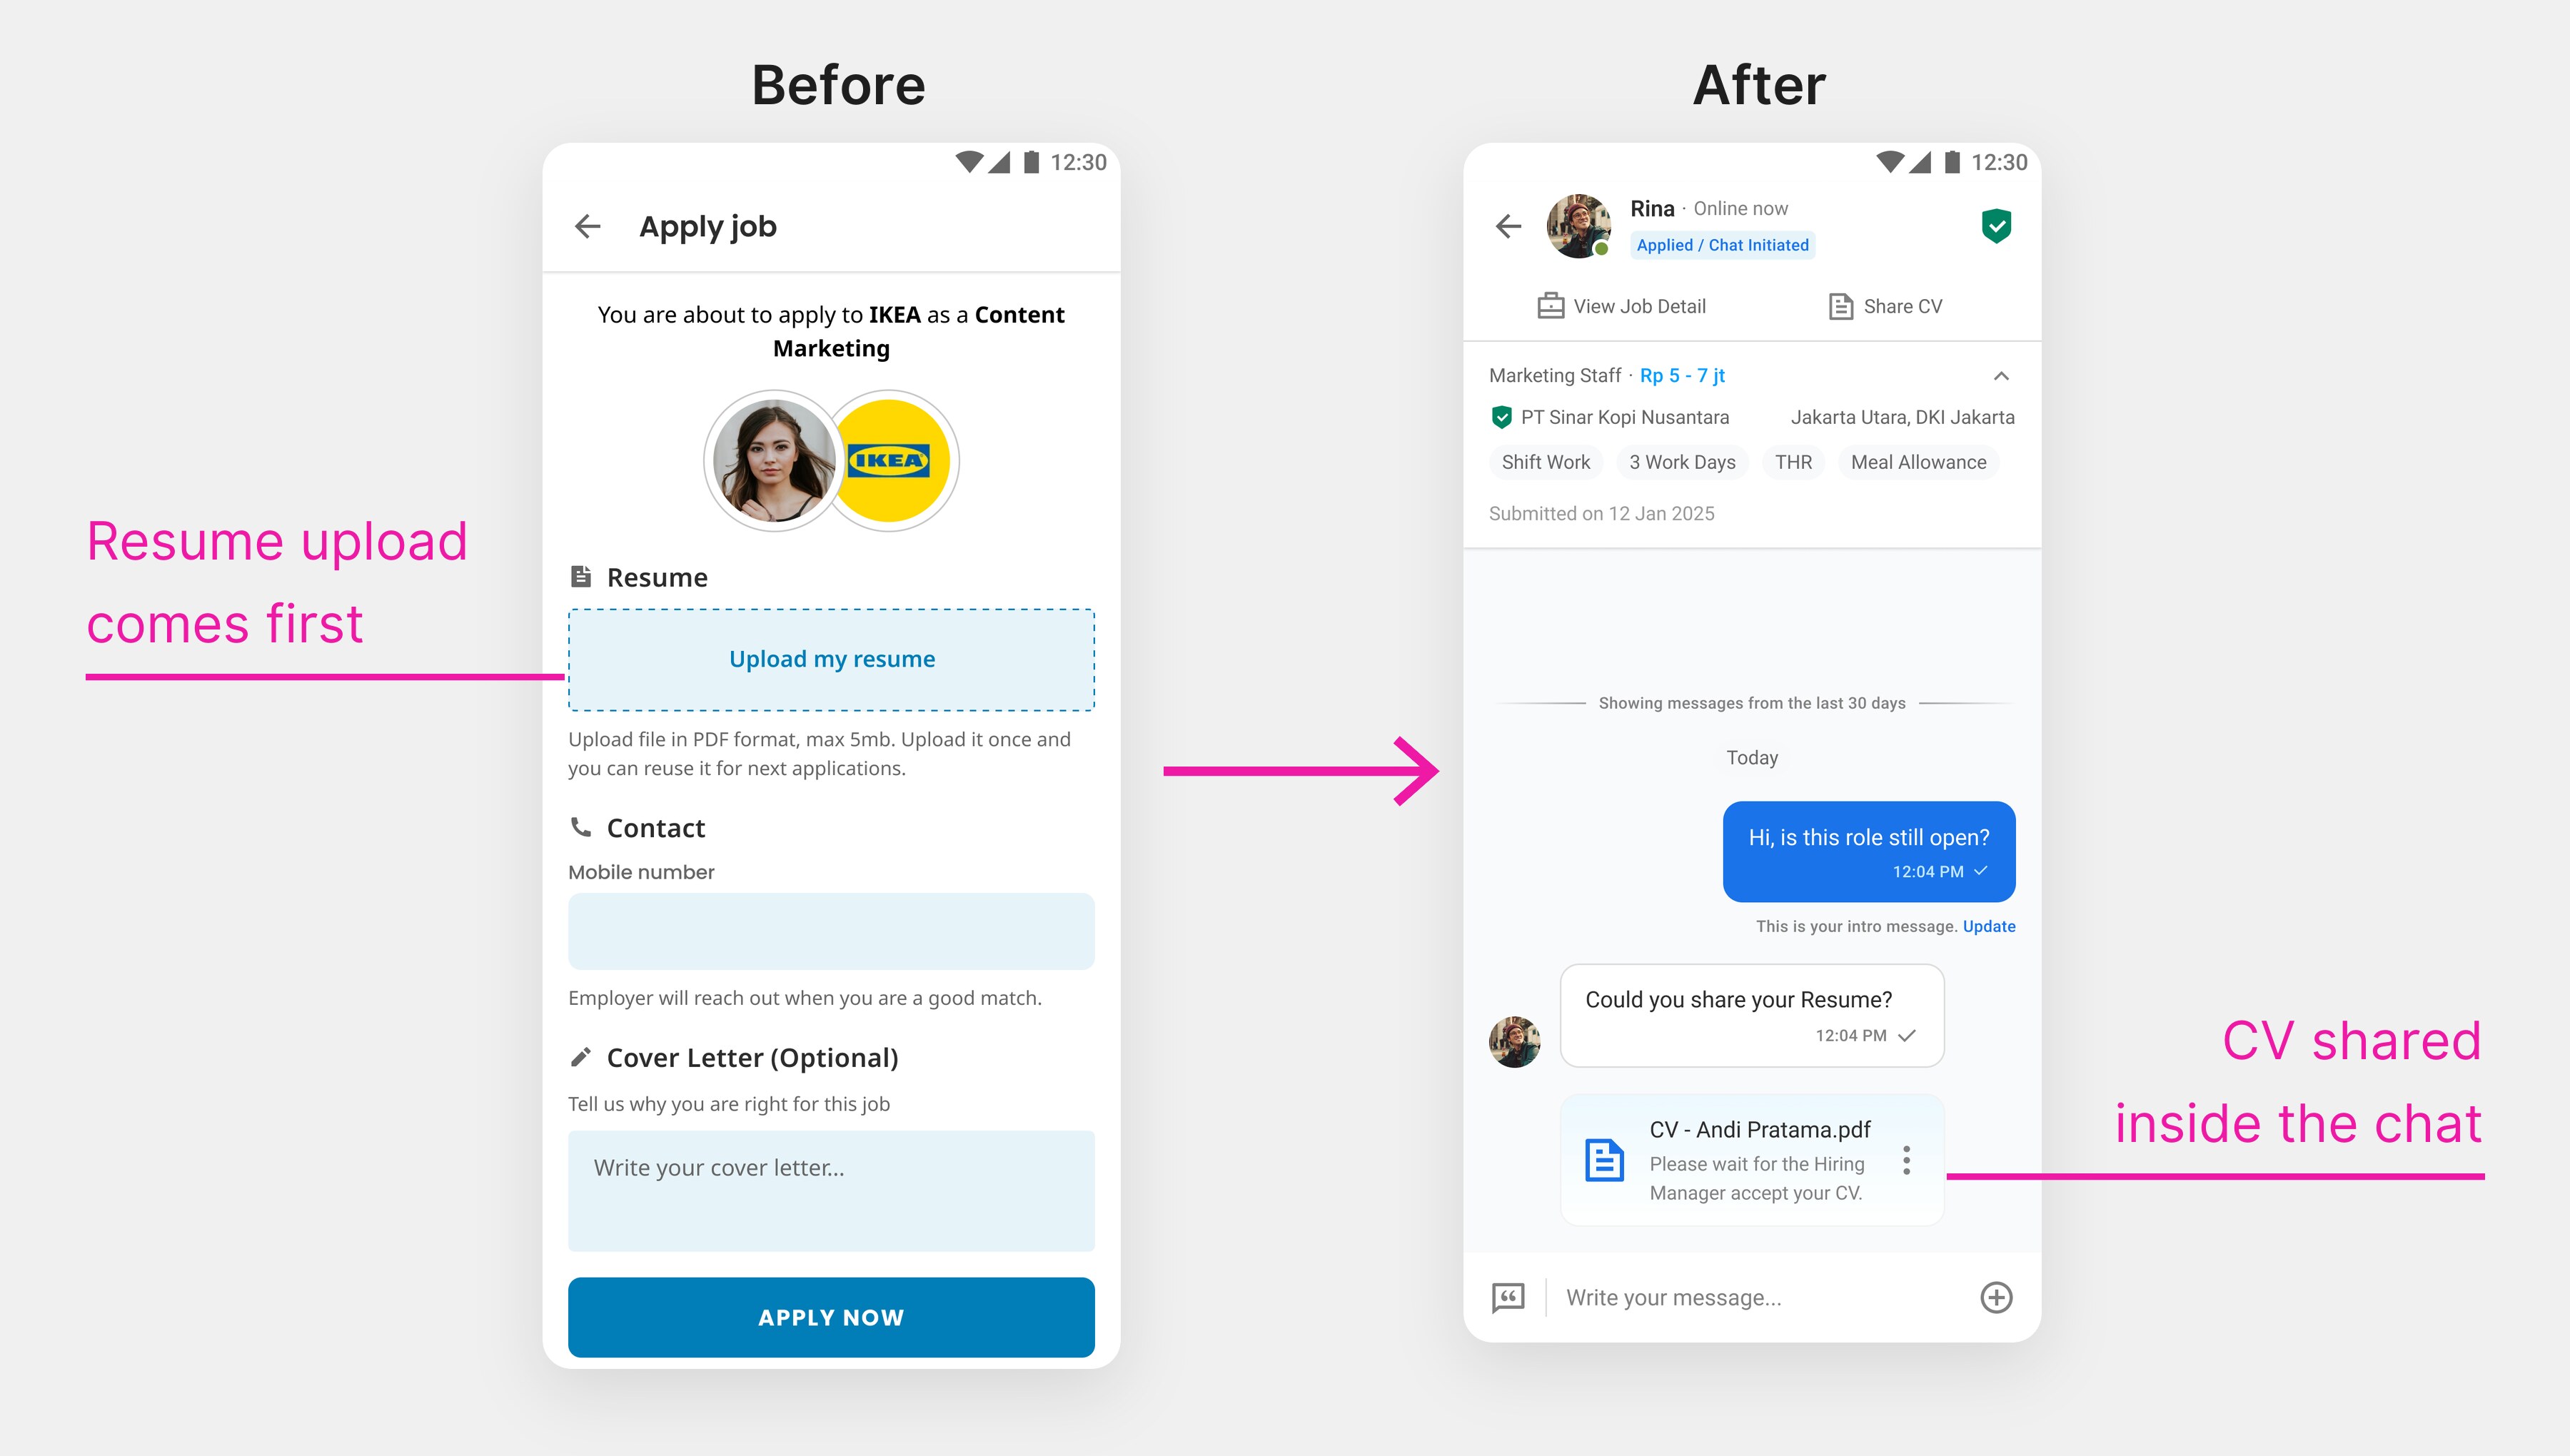 Before
After
Resume upload
comes first
12:30
Apply job
You are about to apply to IKEA as a Content
Marketing
IKEA
Resume
Upload my resume
Upload file in PDF format, max 5mb. Upload it once and
you can reuse it for next applications.
Contact
Mobile number
Employer will reach out when you are a good match.
Cover Letter (Optional)
Tell us why you are right for this job
Write your cover letter...
APPLY NOW
12:30
Rina · Online now
Applied / Chat Initiated
View Job Detail
Share CV
Marketing Staff · Rp 5 - 7 jt
PT Sinar Kopi Nusantara
Jakarta Utara, DKI Jakarta
Shift Work
3 Work Days
THR
Meal Allowance
Submitted on 12 Jan 2025
Showing messages from the last 30 days
Today
Hi, is this role still open?
12:04 PM
This is your intro message. Update
Could you share your Resume?
12:04 PM
CV - Andi Pratama.pdf
Please wait for the Hiring
Manager accept your CV.
Write your message...
CV shared
inside the chat